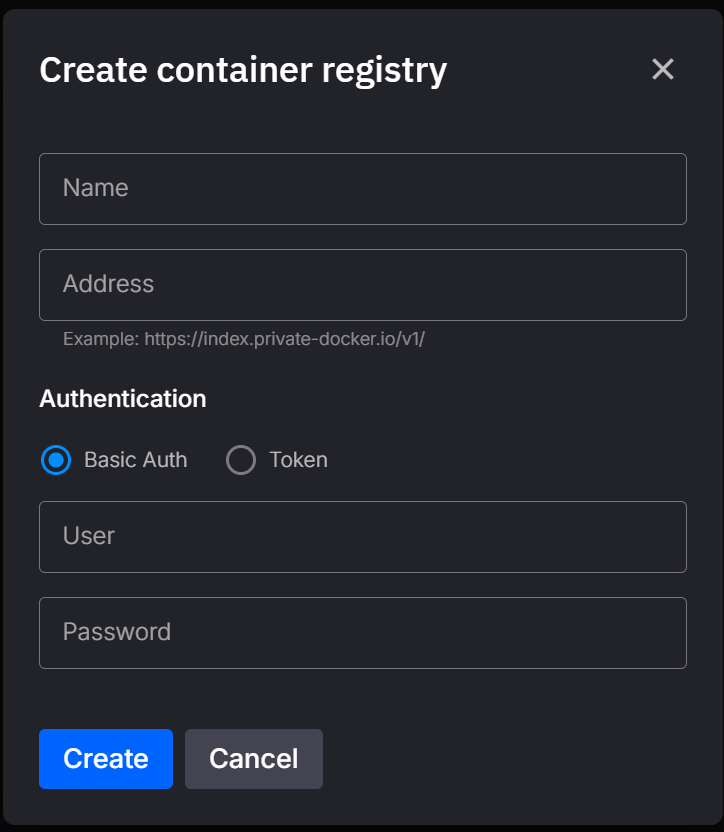 Create container registry
Name
Address
Example: https://index.private-docker.io/v1/
Authentication
Basic Auth Token
User
Password
Create Cancel